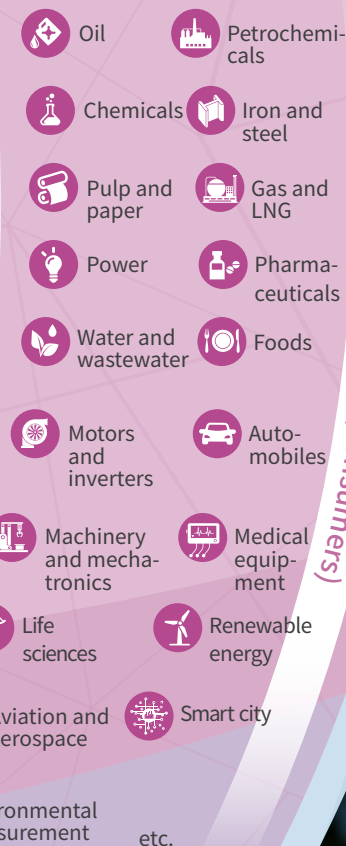 Oil
Petrochemi-
cals
Chemicals
Iron and
steel
Pulp and
paper
Gas and
LNG
Power
Pharma-
ceuticals
Water and
wastewater
Foods
Motors
and
inverters
Auto-
mobiles
Machinery
and mecha-
tronics
Medical
equip-
ment
Life
sciences
Renewable
energy
viation and
erospace
Smart city
ronmental
surement
etc.
sumers)